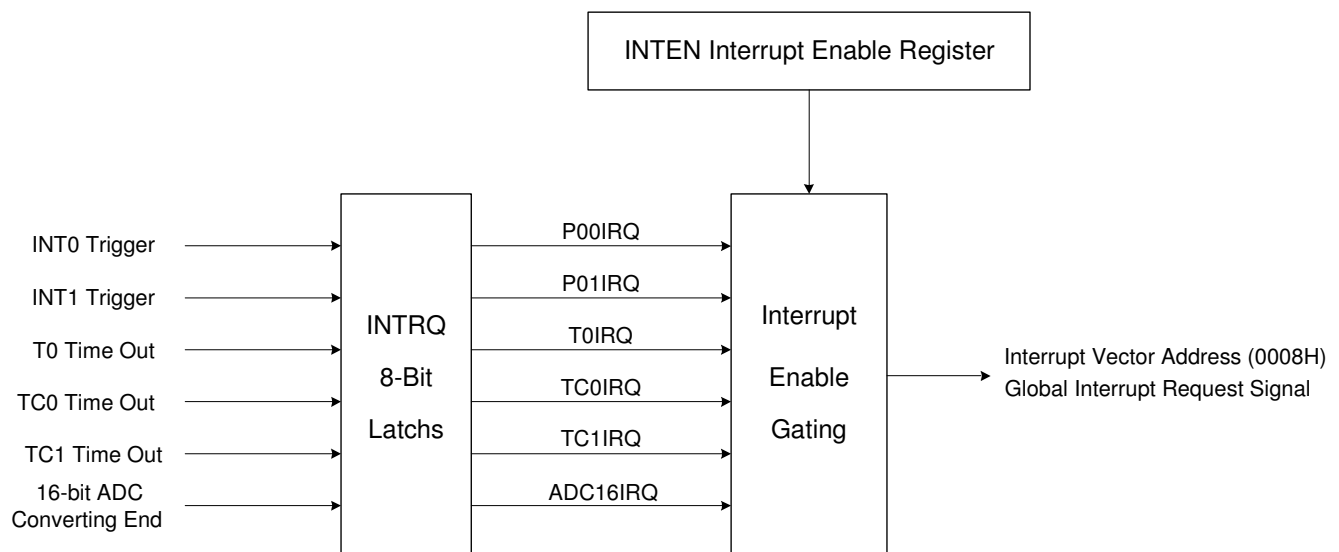 INTEN Interrupt Enable Register
INT0 Trigger
INT1 Trigger
T0 Time Out
TC0 Time Out
TC1 Time Out
16-bit ADC
Converting End
INTRQ
8-Bit
Latchs
P00IRQ
P01IRQ
T0IRQ
TC0IRQ
TC1IRQ
ADC16IRQ
Interrupt
Enable
Gating
Interrupt Vector Address (0008H)
Global Interrupt Request Signal